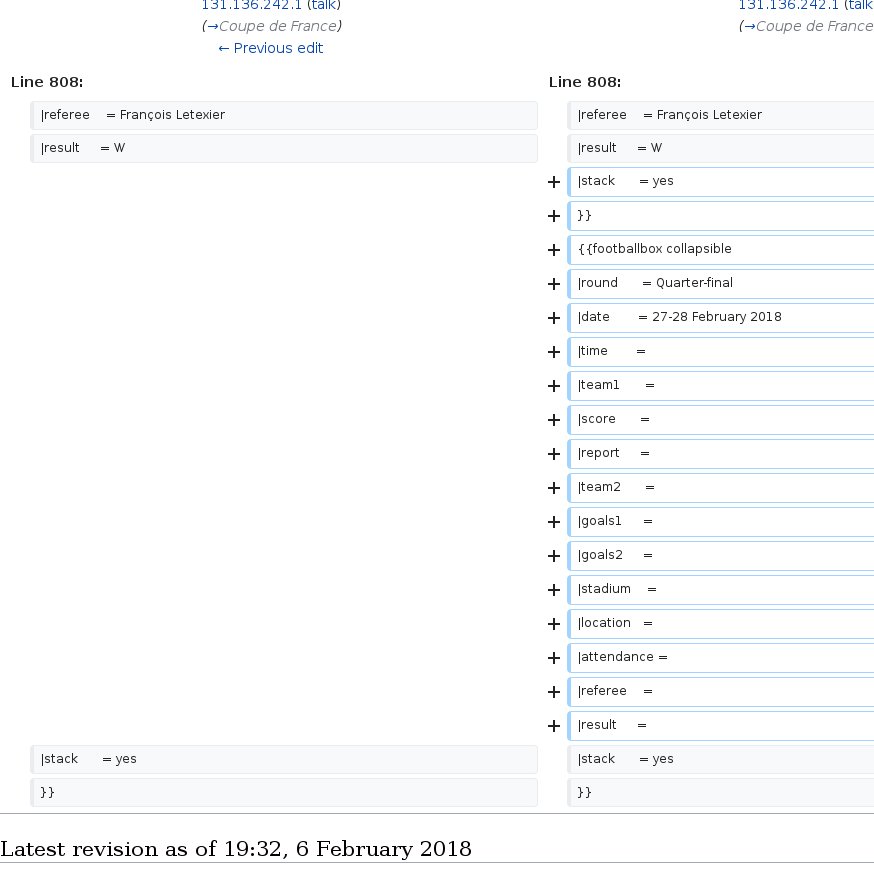 131.136.242.1 (talk) 131.136.242.1 (talk
(→Coupe de France) (→Coupe de France
← Previous edit
Line 808: Line 808:
|referee = François Letexier |referee = François Letexier
|result = W |result = W
+ |stack = yes
+ }}
+ {{footballbox collapsible
+ |round = Quarter-final
+ |date = 27-28 February 2018
+ |time =
+ |team1 =
+ |score =
+ |report =
+ |team2 =
+ |goals1 =
+ |goals2 =
+ |stadium =
+ |location =
+ |attendance =
+ |referee =
+ |result =
|stack = yes |stack = yes
}} }}
Latest revision as of 19:32, 6 February 2018